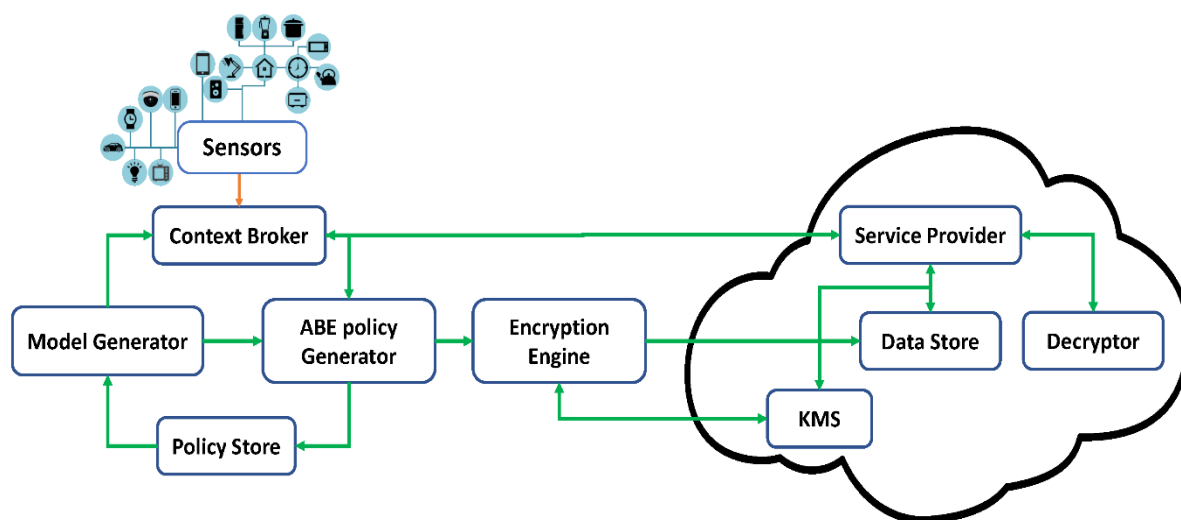 Sensors
Context Broker
Service Provider
Model Generator
ABE policy
Generator
Encryption
Engine
Data Store
Decryptor
Policy Store
KMS